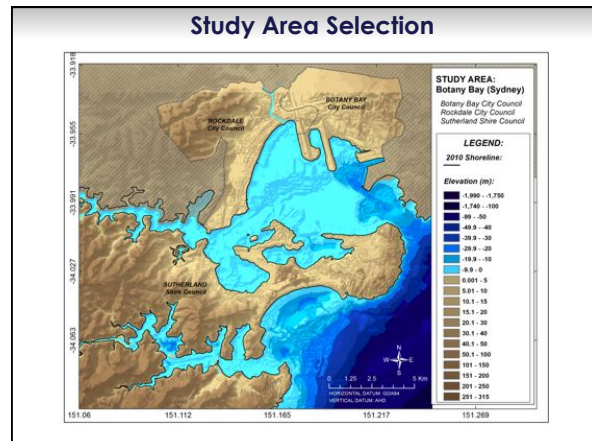 Study Area Selection
-33.918
-33.955
-33.991
-34.027
-34.063
ROCKDALE
City Council
BOTANY BAY
City Council
SUTHERLAND
Shire Council
STUDY AREA:
Botany Bay (Sydney)
Botany Bay City Council
Rockdale City Council
Sutherland Shire Council
LEGEND:
2010 Shoreline:
Elevation (m):
-1,990 - -1,750
-1,740 - -100
-99 - -50
-49.9 - -40
-39.9 - -30
-29.9 - -20
-19.9 - -10
-9.9 - 0
0.001 - 5
5.01 - 10
10.1 - 15
15.1 - 20
20.1 - 30
30.1 - 40
40.1 - 50
50.1 - 100
101 - 150
151 - 200
201 - 250
251 - 315
N
W E
S
0 1.25 2.5 5 Km
HORIZONTAL DATUM: GDA94
VERTICAL DATUM: AHD
151.06 151.112 151.165 151.217 151.269